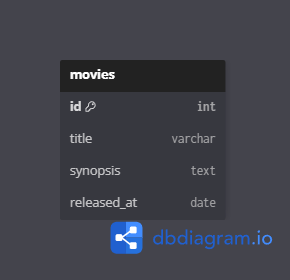 movies
id int
title varchar
synopsis text
released_at date
dbdiagram.io